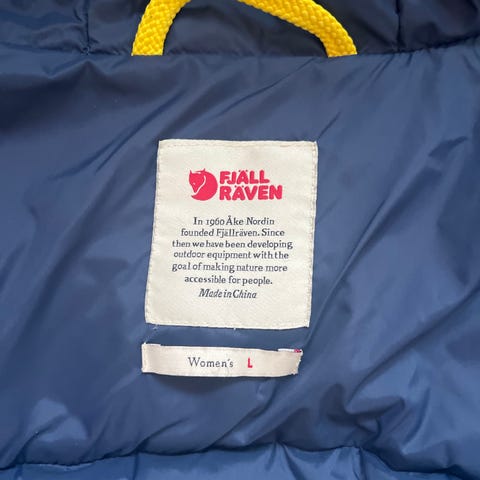 FJÄLL
RÄVEN
In 1960 Åke Nordin
founded Fjällräven. Since
then we have been developing
outdoor equipment with the
goal of making nature more
accessible for people.
Made in China
Women's L